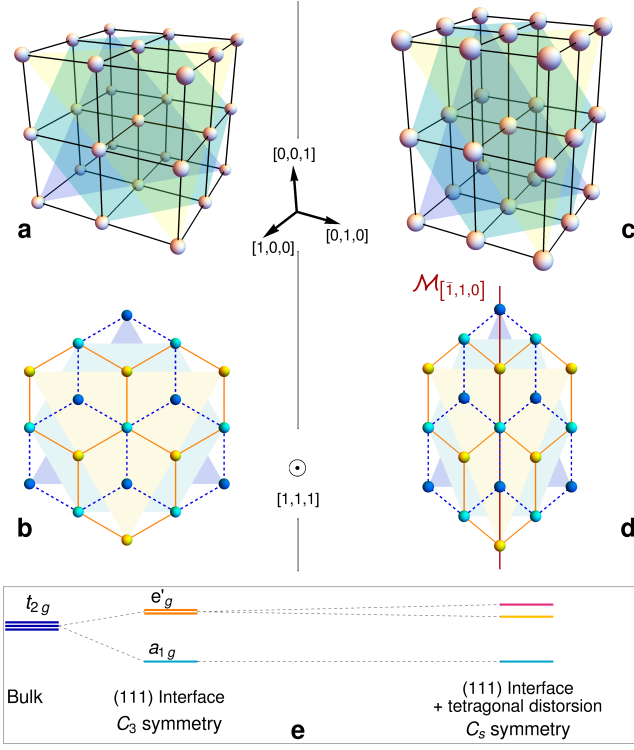 [0,0,1]
[1,0,0]
[0,1,0]
a
c
ℳ[1̄,1,0]
[1,1,1]
b
d
t2g
e'g
a1g
Bulk
(111) Interface
C3 symmetry
(111) Interface
+ tetragonal distorsion
Cs symmetry
e